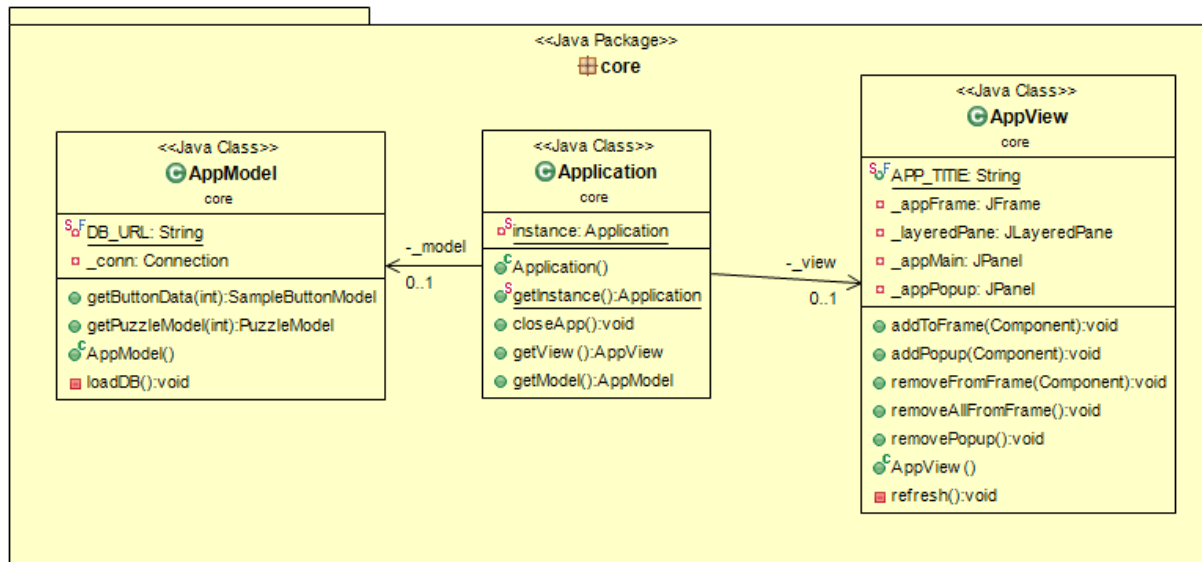 <<Java Package>>
core
<<Java Class>>
AppModel
core
DB_URL: String
_conn: Connection
getButtonData(int):SampleButtonModel
getPuzzleModel(int):PuzzleModel
AppModel()
loadDB():void
-_model
0..1
<<Java Class>>
Application
core
instance: Application
Application()
getInstance():Application
closeApp():void
getView():AppView
getModel():AppModel
-_view
0..1
<<Java Class>>
AppView
core
APP_TITlE: String
_appFrame: JFrame
_layeredPane: JLayeredPane
_appMain: JPanel
_appPopup: JPanel
addToFrame(Component):void
addPopup(Component):void
removeFromFrame(Component):void
removeAllFromFrame():void
removePopup():void
AppView()
refresh():void